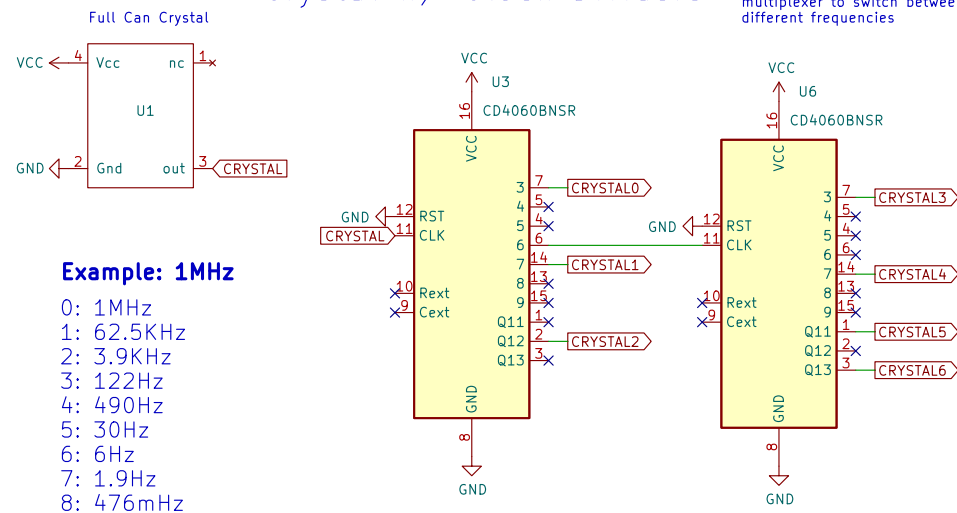 multiplexer to switch betwee
different frequencies
Full Can Crystal
VCC
4
Vcc
nc
1
U1
GND
2
Gnd
out
3
CRYSTAL
VCC
U3
16
CD4060BNSR
VCC
GND
12
RST
CRYSTAL
11
CLK
10
Rext
9
Cext
3
7
CRYSTAL0
4
5
5
4
6
6
7
14
CRYSTAL1
8
13
9
15
Q11
1
Q12
2
CRYSTAL2
Q13
3
GND
8
GND
VCC
U6
16
CD4060BNSR
VCC
GND
12
RST
11
CLK
10
Rext
9
Cext
3
7
CRYSTAL3
4
5
5
4
6
6
7
14
CRYSTAL4
8
13
9
15
Q11
1
CRYSTAL5
Q12
2
Q13
3
CRYSTAL6
GND
8
GND
Example: 1MHz
0: 1MHz
1: 62.5KHz
2: 3.9KHz
3: 122Hz
4: 490Hz
5: 30Hz
6: 6Hz
7: 1.9Hz
8: 476mHz